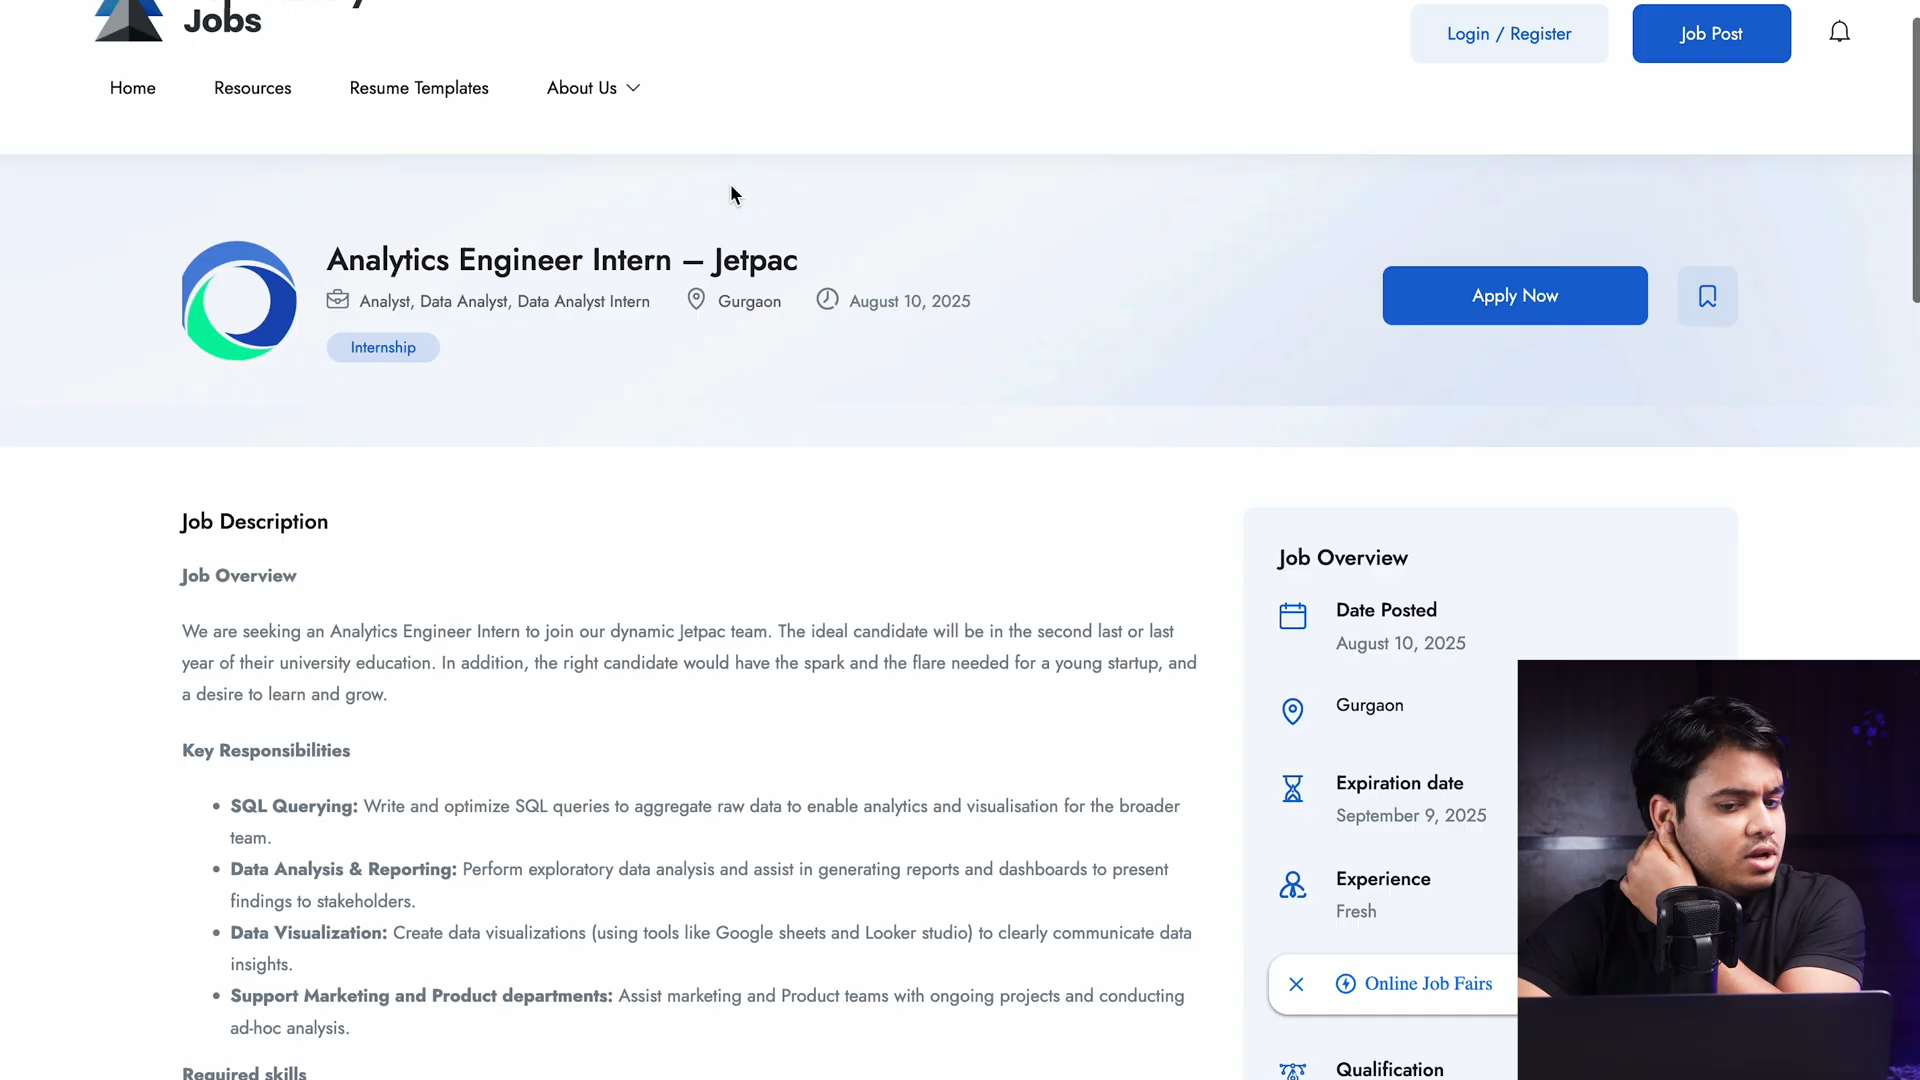 Jobs
Login / Register
Job Post
Home
Resources
Resume Templates
About Us
Analytics Engineer Intern – Jetpac
Analyst, Data Analyst, Data Analyst Intern
Gurgaon
August 10, 2025
Internship
Apply Now
Job Description
Job Overview
We are seeking an Analytics Engineer Intern to join our dynamic Jetpac team. The ideal candidate will be in the second last or last
year of their university education. In addition, the right candidate would have the spark and the flare needed for a young startup, and
a desire to learn and grow.
Key Responsibilities
• SQL Querying: Write and optimize SQL queries to aggregate raw data to enable analytics and visualisation for the broader
team.
• Data Analysis & Reporting: Perform exploratory data analysis and assist in generating reports and dashboards to present
findings to stakeholders.
• Data Visualization: Create data visualizations (using tools like Google sheets and Looker studio) to clearly communicate data
insights.
• Support Marketing and Product departments: Assist marketing and Product teams with ongoing projects and conducting
ad-hoc analysis.
Required skills
Job Overview
Date Posted
August 10, 2025
Gurgaon
Expiration date
September 9, 2025
Experience
Fresh
Online Job Fairs
Qualification